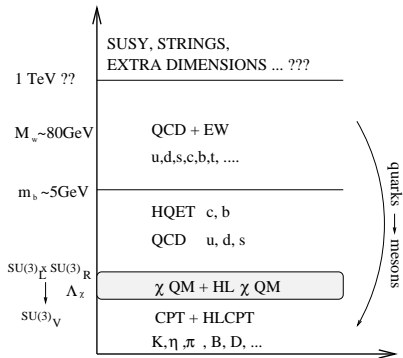 SUSY, STRINGS,
EXTRA DIMENSIONS ... ???
1 TeV ??
M_w~80GeV
QCD + EW
u,d,s,c,b,t, ....
m_b~5GeV
HQET c, b
QCD u, d, s
SU(3)_L x SU(3)_R
Λ_χ
χ QM + HL χ QM
SU(3)_V
CPT + HLCPT
K,η,π , B, D, ...
quarks → mesons